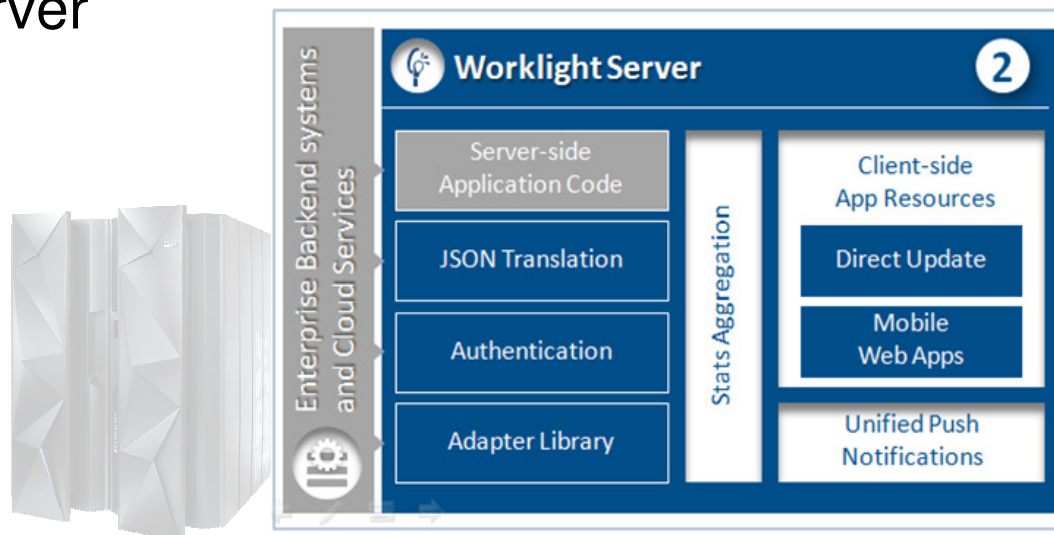 rver
Enterprise Backend systems
and Cloud Services
Worklight Server
2
Server-side
Application Code
JSON Translation
Authentication
Adapter Library
Stats Aggregation
Client-side
App Resources
Direct Update
Mobile
Web Apps
Unified Push
Notifications